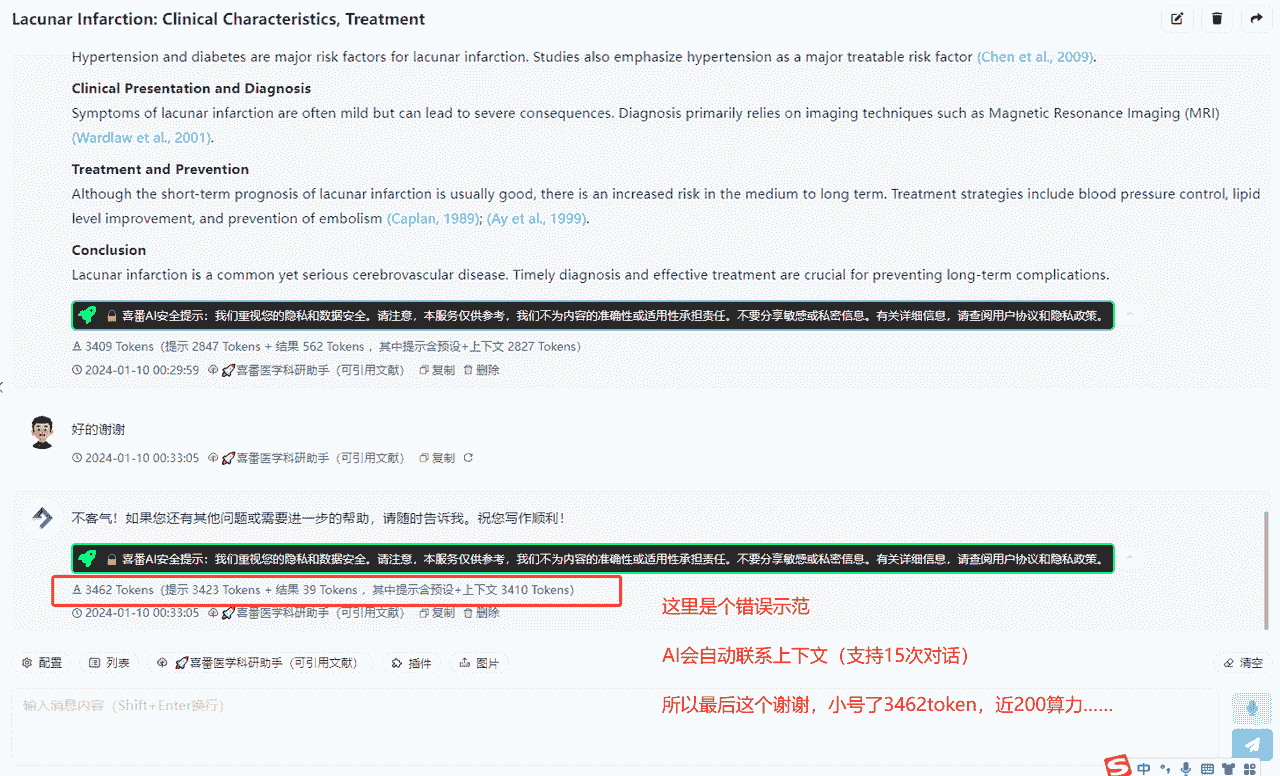 Lacunar Infarction: Clinical Characteristics, Treatment
Hypertension and diabetes are major risk factors for lacunar infarction. Studies also emphasize hypertension as a major treatable risk factor (Chen et al., 2009).
Clinical Presentation and Diagnosis
Symptoms of lacunar infarction are often mild but can lead to severe consequences. Diagnosis primarily relies on imaging techniques such as Magnetic Resonance Imaging (MRI)
(Wardlaw et al., 2001).
Treatment and Prevention
Although the short-term prognosis of lacunar infarction is usually good, there is an increased risk in the medium to long term. Treatment strategies include blood pressure control, lipid
level improvement, and prevention of embolism (Caplan, 1989); (Ay et al., 1999).
Conclusion
Lacunar infarction is a common yet serious cerebrovascular disease. Timely diagnosis and effective treatment are crucial for preventing long-term complications.
喜番AI安全提示：我们重视您的隐私和数据安全。请注意，本服务仅供参考，我们不为内容的准确性或适用性承担责任。不要分享敏感或私密信息。有关详细信息，请查阅用户协议和隐私政策。
3409 Tokens（提示 2847 Tokens + 结果 562 Tokens ，其中提示含预设+上下文 2827 Tokens）
2024-01-10 00:29:59 喜番医学科研助手（可引用文献） 复制 删除
好的谢谢
2024-01-10 00:33:05 喜番医学科研助手（可引用文献） 复制
不客气！如果您还有其他问题或需要进一步的帮助，请随时告诉我。祝您写作顺利！
喜番AI安全提示：我们重视您的隐私和数据安全。请注意，本服务仅供参考，我们不为内容的准确性或适用性承担责任。不要分享敏感或私密信息。有关详细信息，请查阅用户协议和隐私政策。
3462 Tokens（提示 3423 Tokens + 结果 39 Tokens ，其中提示含预设+上下文 3410 Tokens）
2024-01-10 00:33:05 喜番医学科研助手（可引用文献） 复制 删除
这里是个错误示范
AI会自动联系上下文（支持15次对话）
所以最后这个谢谢，小号了3462token，近200算力......
配置 列表 喜番医学科研助手（可引用文献） 插件 图片 清空
输入消息内容（Shift+Enter换行）
S 中